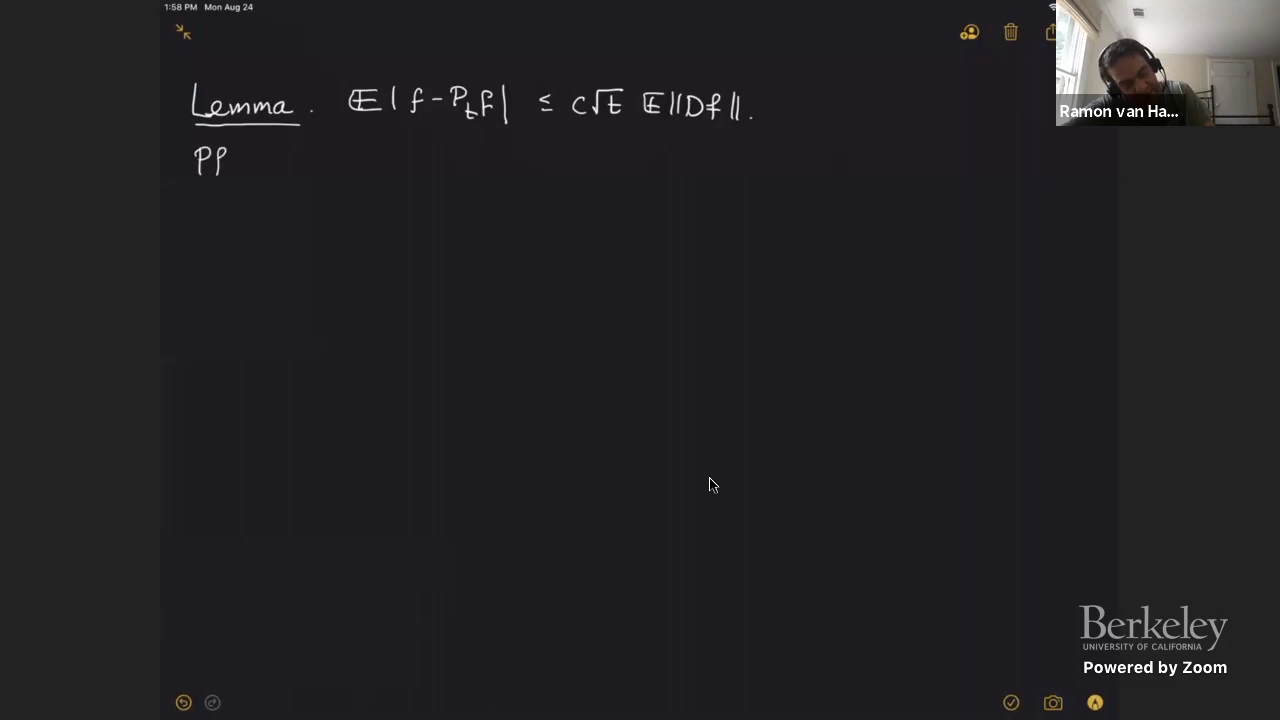 1:58 PM Mon Aug 24
Ramon van Ha...
Lemma. 𝔼|f-P_t f| ≤ c√t 𝔼||Df||.
Pf
Berkeley
UNIVERSITY OF CALIFORNIA
Powered by Zoom